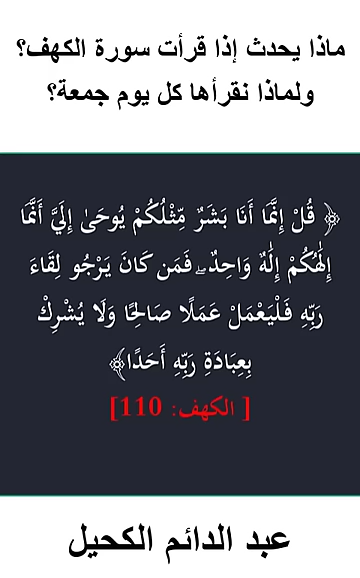 ماذا يحدث إذا قرأت سورة الكهف؟
ولماذا نقرأها كل يوم جمعة؟
﴿ قُلْ إِنَّمَا أَنَا بَشَرٌ مِّثْلُكُمْ يُوحَىٰ إِلَيَّ أَنَّمَا
إِلَٰهُكُمْ إِلَٰهٌ وَاحِدٌ ۖ فَمَن كَانَ يَرْجُو لِقَاءَ
رَبِّهِ فَلْيَعْمَلْ عَمَلًا صَالِحًا وَلَا يُشْرِكْ
بِعِبَادَةِ رَبِّهِ أَحَدًا﴾
[ الكهف: 110]
عبد الدائم الكحيل